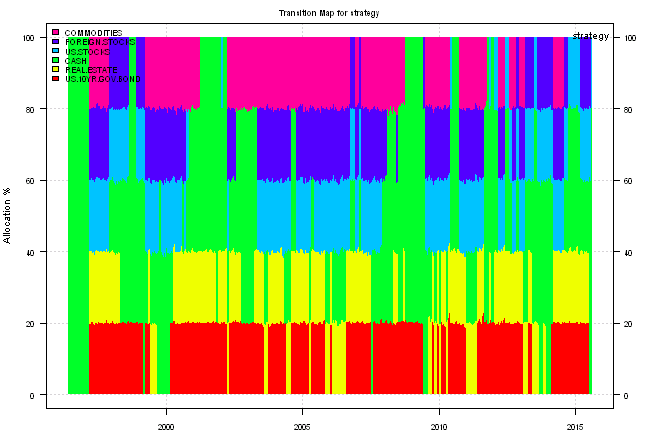 Transition Map for strategy
strategy
COMMODITIES
FOREIGN.STOCKS
US.STOCKS
CASH
REAL.ESTATE
US.10YR.GOV.BOND
Allocation %
100 100
80 80
60 60
40 40
20 20
0 0
2000 2005 2010 2015